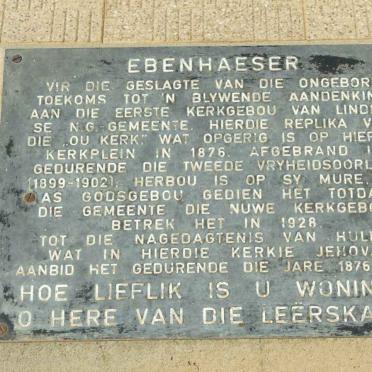 EBENHAESER
VIR DIE GESLAGTE VAN DIE ONGEBOR
TOEKOMS TOT 'N BLYWENDE AANDENKIN
AAN DIE EERSTE KERKGEBOU VAN LIND
SE N.G. GEMEENTE. HIERDIE REPLIKA V
DIE „OU KERK" WAT OPGERIG IS OP HIER
KERKPLEIN IN 1876, AFGEBRAND I
GEDURENDE DIE TWEEDE VRYHEIDSOORL
(1899-1902), HERBOU IS OP SY MURE,
AS GODSGEBOU GEDIEN HET TOTDA
DIE GEMEENTE DIE NUWE KERKGEBO
BETREK HET IN 1928.
TOT DIE NAGEDAGTENIS VAN HULL
WAT IN HIERDIE KERKIE JEHOVA
AANBID HET GEDURENDE DIE JARE 1876
HOE LIEFLIK IS U WONIN
O HERE VAN DIE LEËRSKA